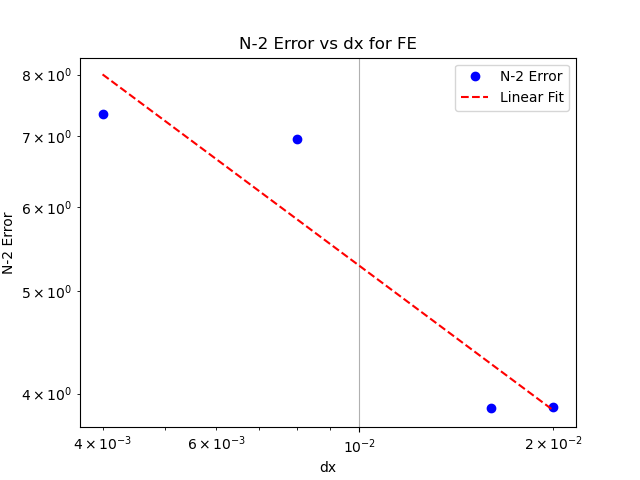 N-2 Error vs dx for FE
N-2 Error
Linear Fit
8 × 10⁰
7 × 10⁰
6 × 10⁰
5 × 10⁰
4 × 10⁰
N-2 Error
4 × 10⁻³
6 × 10⁻³
10⁻²
2 × 10⁻²
dx